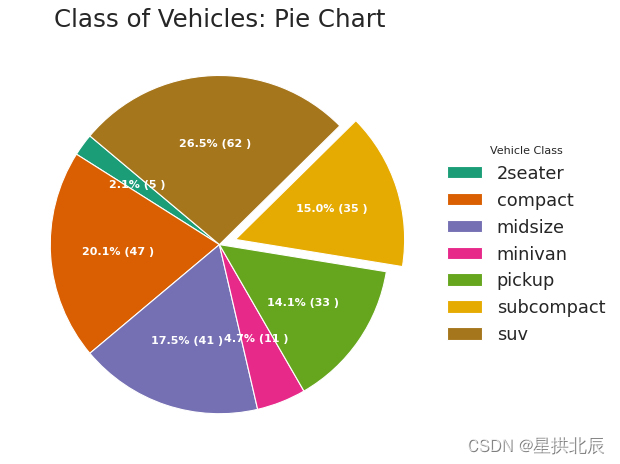 Class of Vehicles: Pie Chart
26.5% (62 )
2.1% (5 )
15.0% (35 )
20.1% (47 )
14.1% (33 )
17.5% (41 )
4.7% (11 )
Vehicle Class
2seater
compact
midsize
minivan
pickup
subcompact
suv
CSDN @星拱北辰